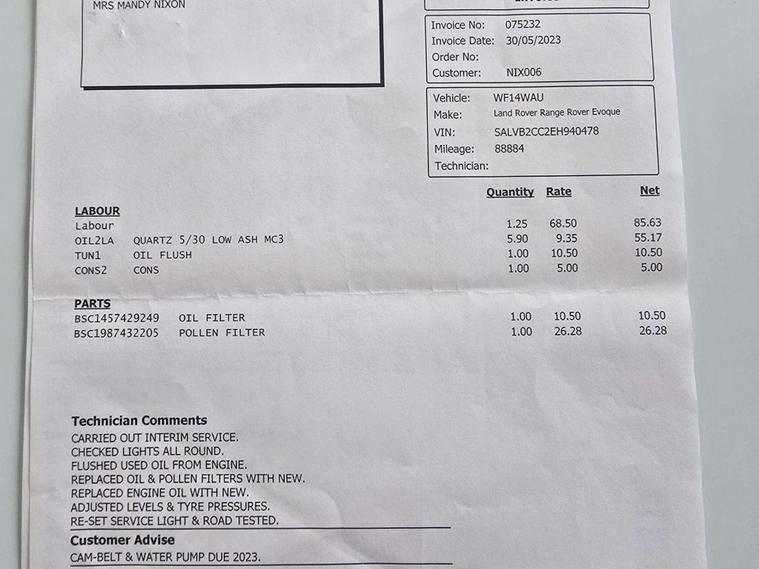 MRS MANDY NIXON
Invoice No: 075232
Invoice Date: 30/05/2023
Order No:
Customer: NIX006
Vehicle: WF14WAU
Make: Land Rover Range Rover Evoque
VIN: SALVB2CC2EH940478
Mileage: 88884
Technician:
Quantity Rate Net
LABOUR
Labour 1.25 68.50 85.63
OIL2LA QUARTZ 5/30 LOW ASH MC3 5.90 9.35 55.17
TUN1 OIL FLUSH 1.00 10.50 10.50
CONS2 CONS 1.00 5.00 5.00
PARTS
BSC1457429249 OIL FILTER 1.00 10.50 10.50
BSC1987432205 POLLEN FILTER 1.00 26.28 26.28
Technician Comments
CARRIED OUT INTERIM SERVICE.
CHECKED LIGHTS ALL ROUND.
FLUSHED USED OIL FROM ENGINE.
REPLACED OIL & POLLEN FILTERS WITH NEW.
REPLACED ENGINE OIL WITH NEW.
ADJUSTED LEVELS & TYRE PRESSURES.
RE-SET SERVICE LIGHT & ROAD TESTED.
Customer Advise
CAM-BELT & WATER PUMP DUE 2023.